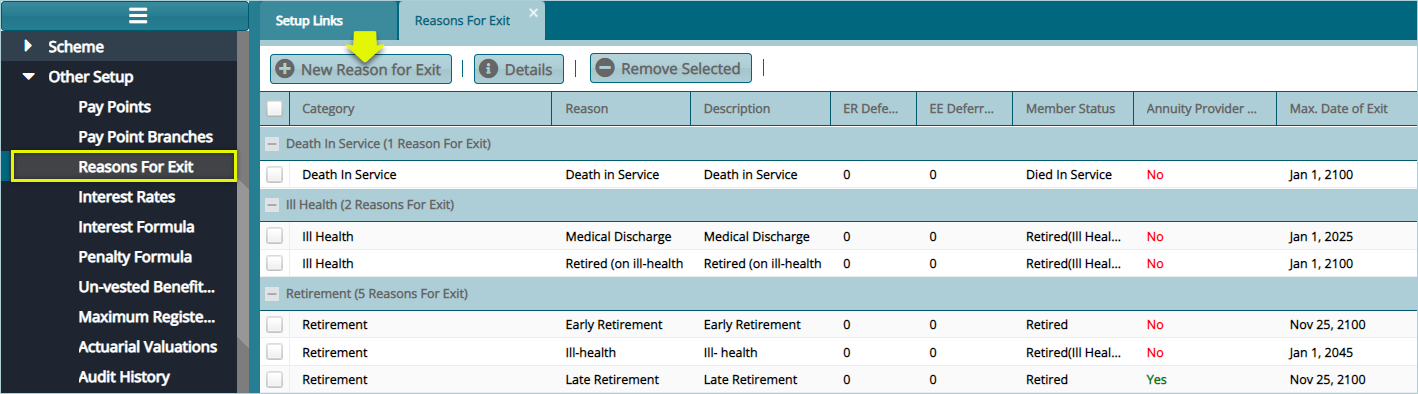 Setup Links Reasons For Exit ×
Scheme
Other Setup
Pay Points
Pay Point Branches
Reasons For Exit
Interest Rates
Interest Formula
Penalty Formula
Un-vested Benefit...
Maximum Registe...
Actuarial Valuations
Audit History
New Reason for Exit | Details | Remove Selected |
Category Reason Description ER Defe... EE Deferr... Member Status Annuity Provider ... Max. Date of Exit
Death In Service (1 Reason For Exit)
Death In Service Death in Service Death in Service 0 0 Died In Service No Jan 1, 2100
Ill Health (2 Reasons For Exit)
Ill Health Medical Discharge Medical Discharge 0 0 Retired(Ill Heal... No Jan 1, 2025
Ill Health Retired (on ill-health Retired (on ill-health 0 0 Retired(Ill Heal... No Jan 1, 2100
Retirement (5 Reasons For Exit)
Retirement Early Retirement Early Retirement 0 0 Retired No Nov 25, 2100
Retirement Ill-health Ill- health 0 0 Retired(Ill Heal... No Jan 1, 2045
Retirement Late Retirement Late Retirement 0 0 Retired Yes Nov 25, 2100